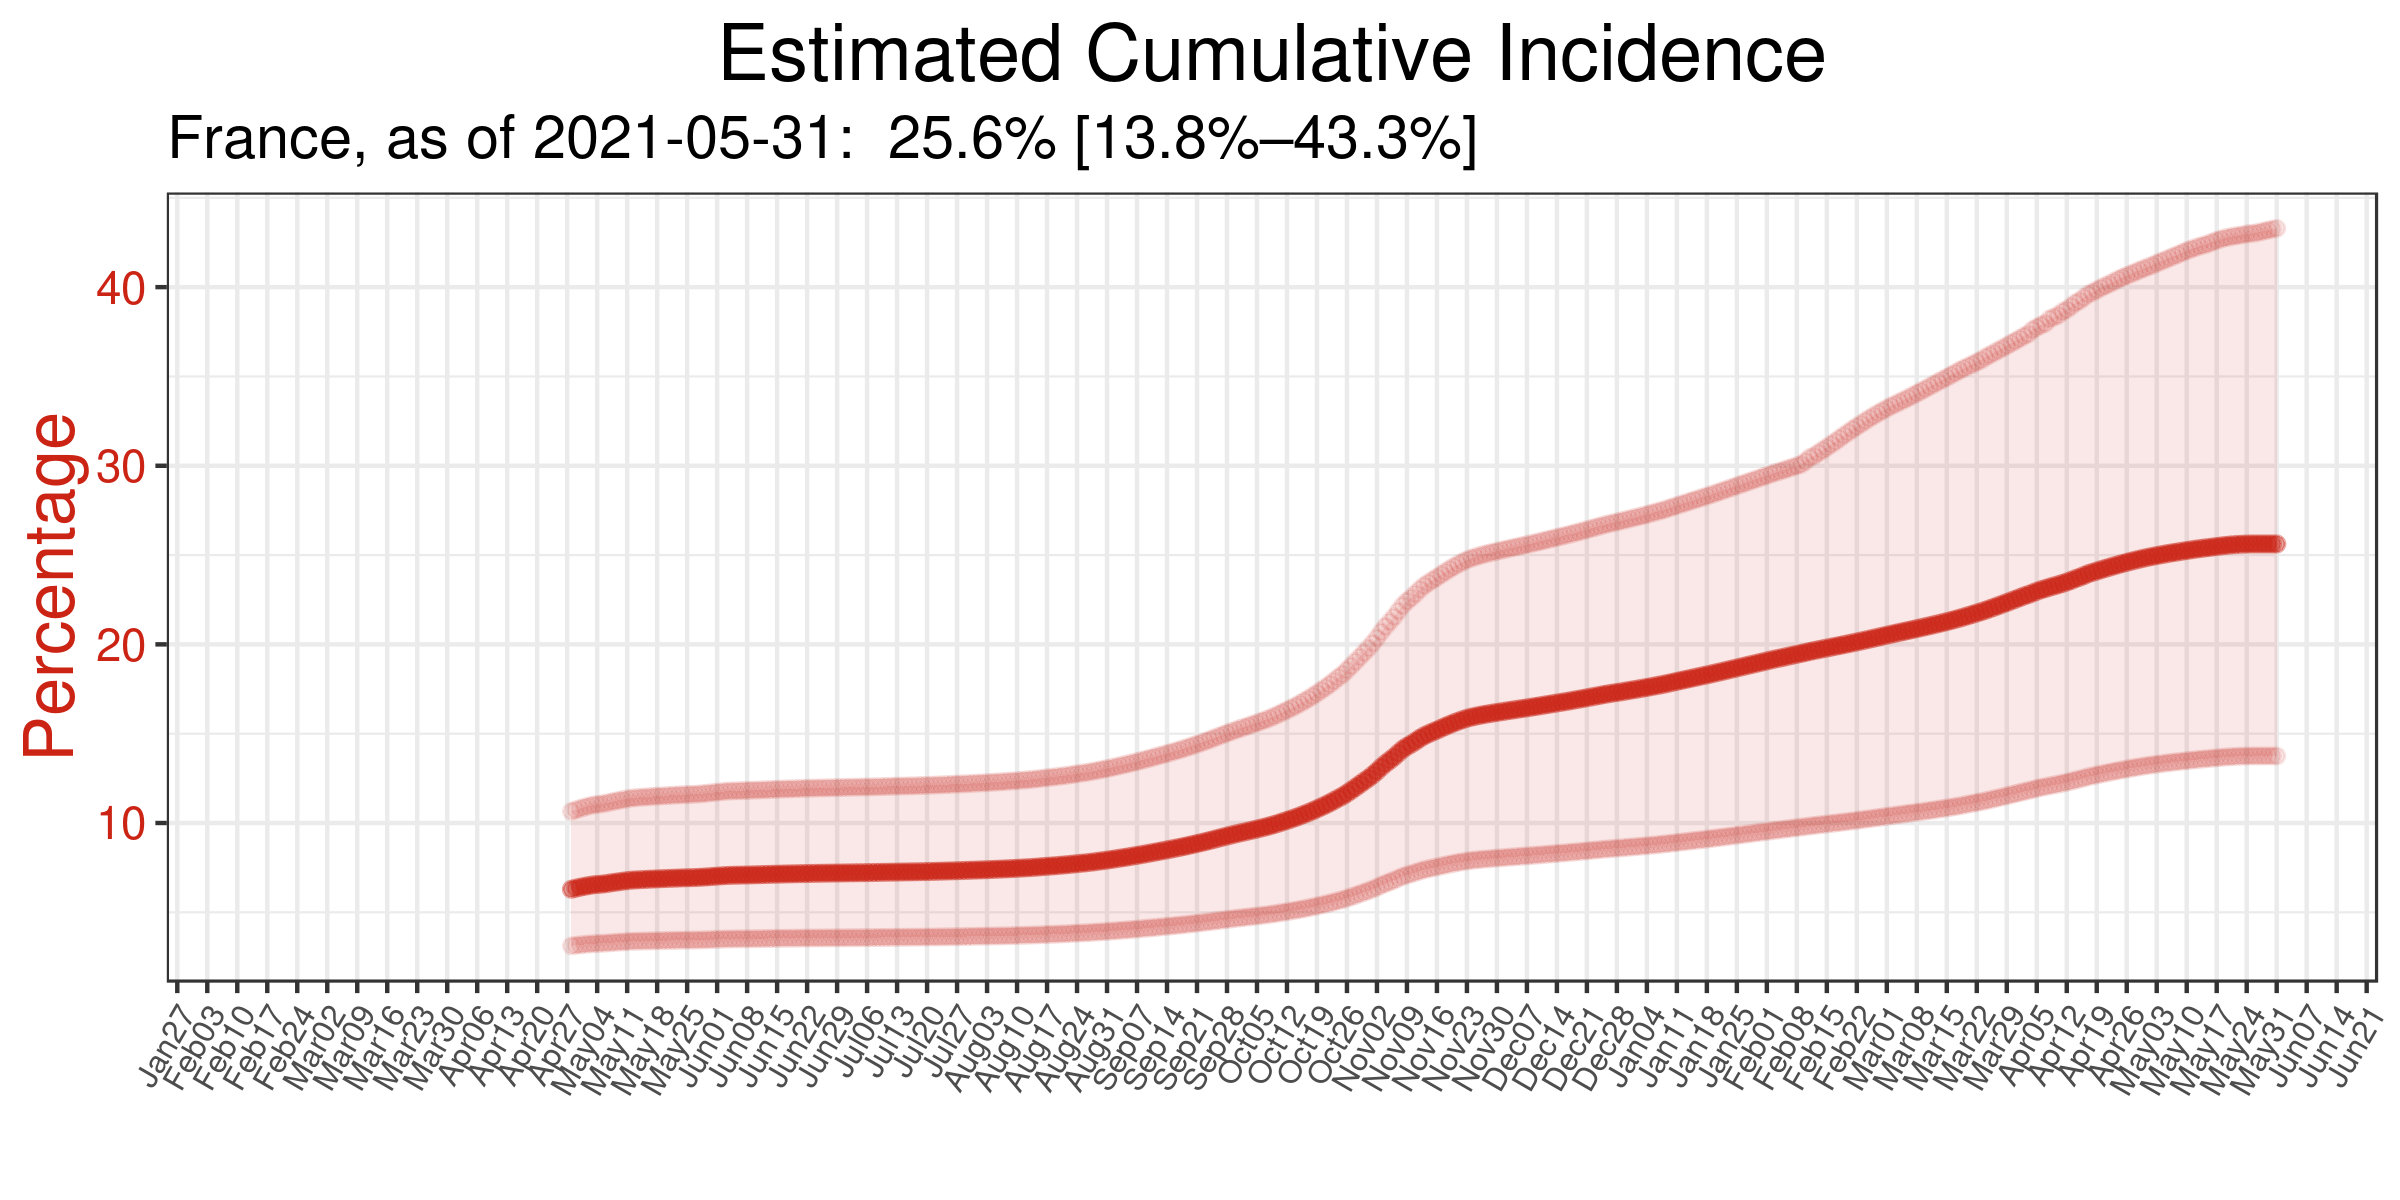 Estimated Cumulative Incidence
France, as of 2021-05-31: 25.6% [13.8%–43.3%]
Percentage
40
30
20
10
Jan27
Feb03
Feb10
Feb17
Feb24
Mar02
Mar09
Mar16
Mar23
Mar30
Apr06
Apr13
Apr20
Apr27
May04
May11
May18
May25
Jun01
Jun08
Jun15
Jun22
Jun29
Jul06
Jul13
Jul20
Jul27
Aug03
Aug10
Aug17
Aug24
Aug31
Sep07
Sep14
Sep21
Sep28
Oct05
Oct12
Oct19
Oct26
Nov02
Nov09
Nov16
Nov23
Nov30
Dec07
Dec14
Dec21
Dec28
Jan04
Jan11
Jan18
Jan25
Feb01
Feb08
Feb15
Feb22
Mar01
Mar08
Mar15
Mar22
Mar29
Apr05
Apr12
Apr19
Apr26
May03
May10
May17
May24
May31
Jun07
Jun14
Jun21